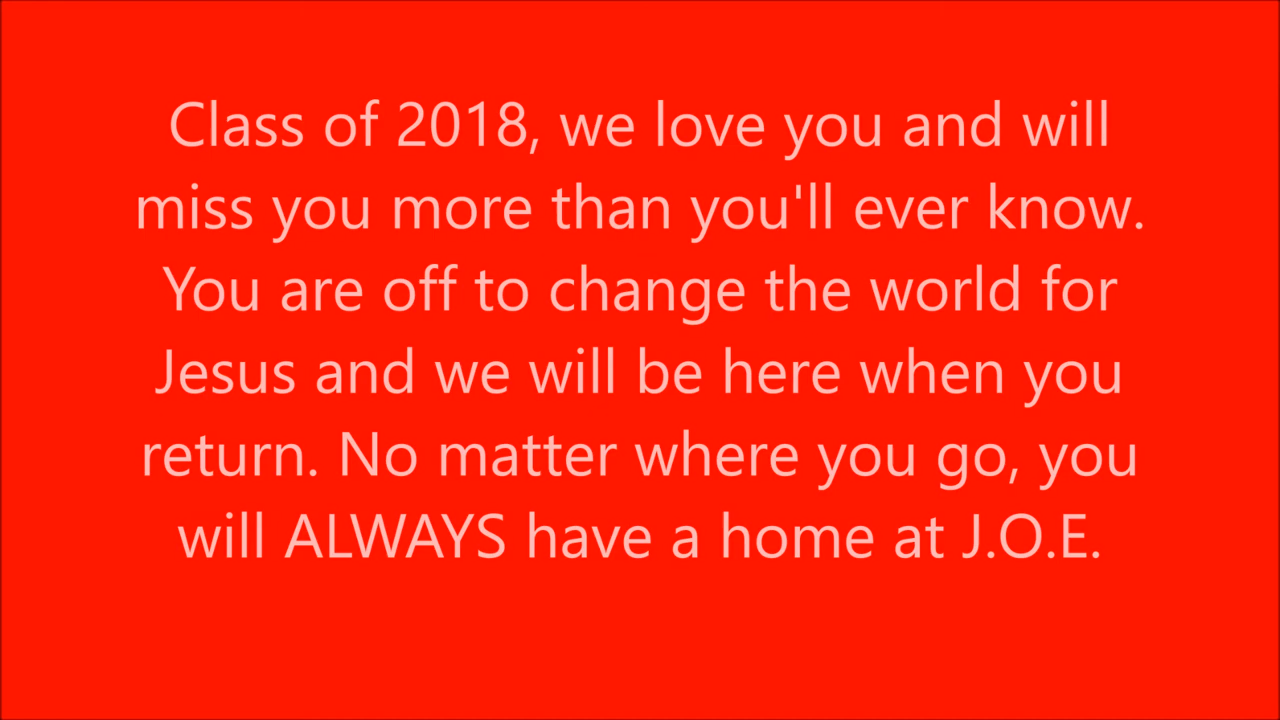 Class of 2018, we love you and will
miss you more than you'll ever know.
You are off to change the world for
Jesus and we will be here when you
return. No matter where you go, you
will ALWAYS have a home at J.O.E.